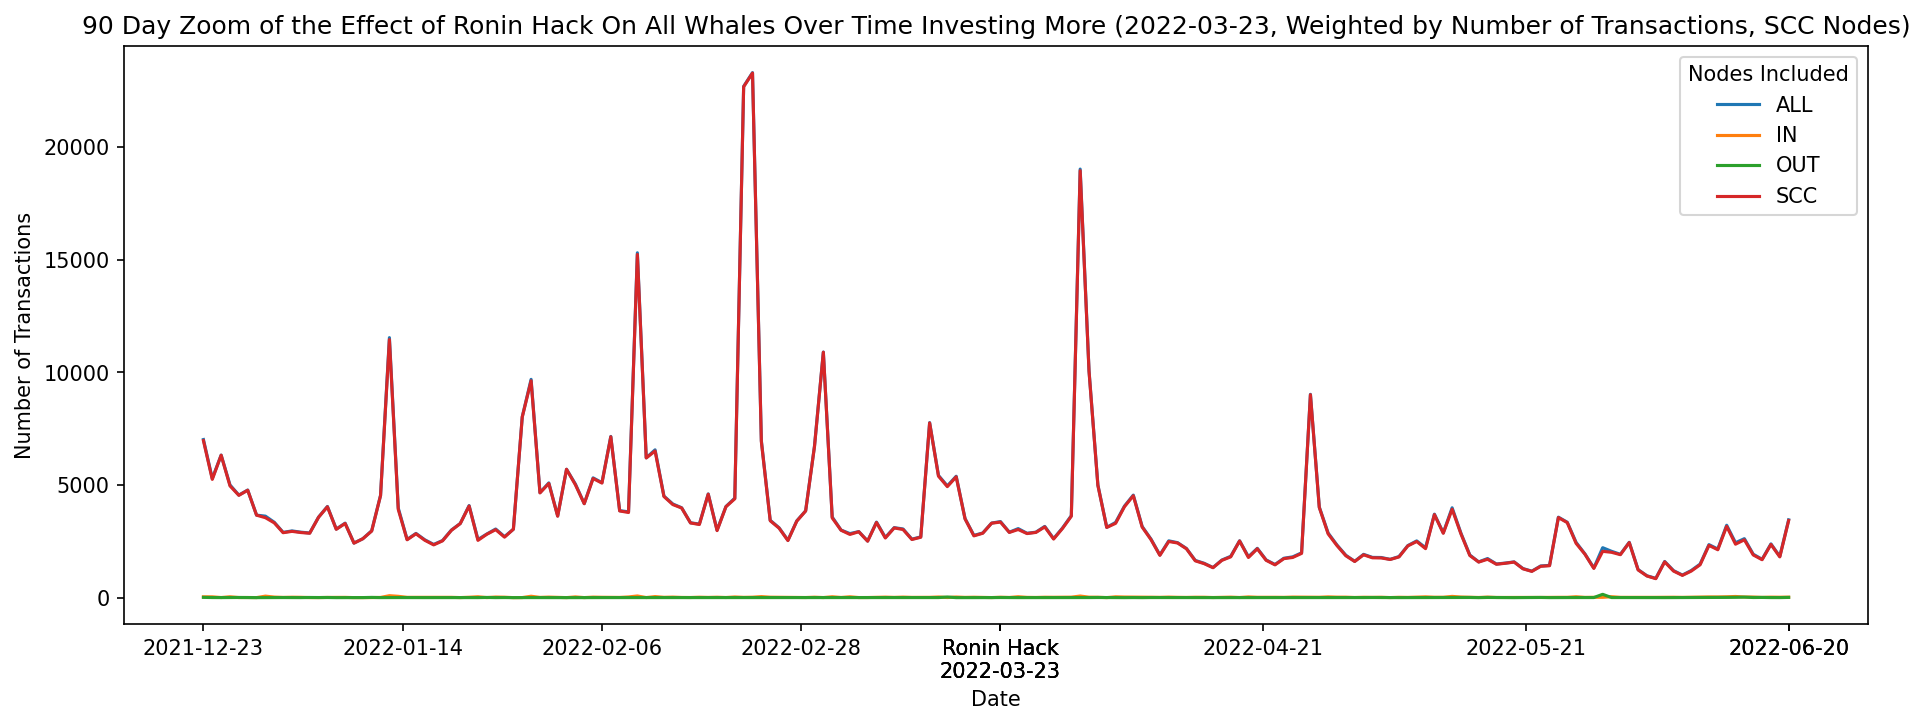 90 Day Zoom of the Effect of Ronin Hack On All Whales Over Time Investing More (2022-03-23, Weighted by Number of Transactions, SCC Nodes)
Nodes Included
ALL
IN
OUT
SCC
Number of Transactions
20000
15000
10000
5000
0
2021-12-23
2022-01-14
2022-02-06
2022-02-28
Ronin Hack
2022-03-23
2022-04-21
2022-05-21
2022-06-20
Date